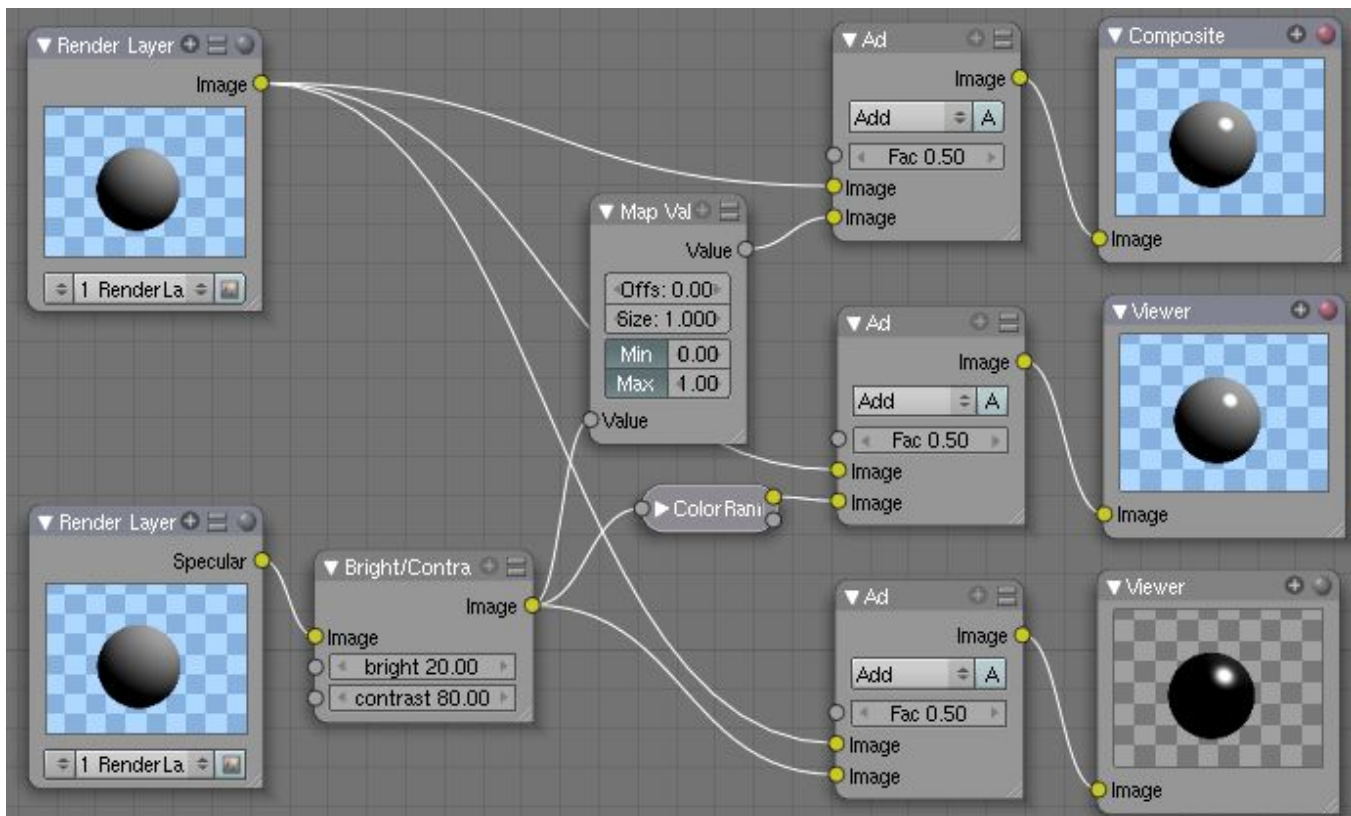 Render Layer
Image
1 RenderLa
Render Layer
Specular
1 RenderLa
Bright/Contra
Image
Image
bright 20.00
contrast 80.00
Map Val
Value
Offs: 0.00
Size: 1.000
Min 0.00
Max 1.00
Value
ColorRan
Ad
Image
Add A
Fac 0.50
Image
Image
Ad
Image
Add A
Fac 0.50
Image
Image
Ad
Image
Add A
Fac 0.50
Image
Image
Composite
Image
Viewer
Image
Viewer
Image